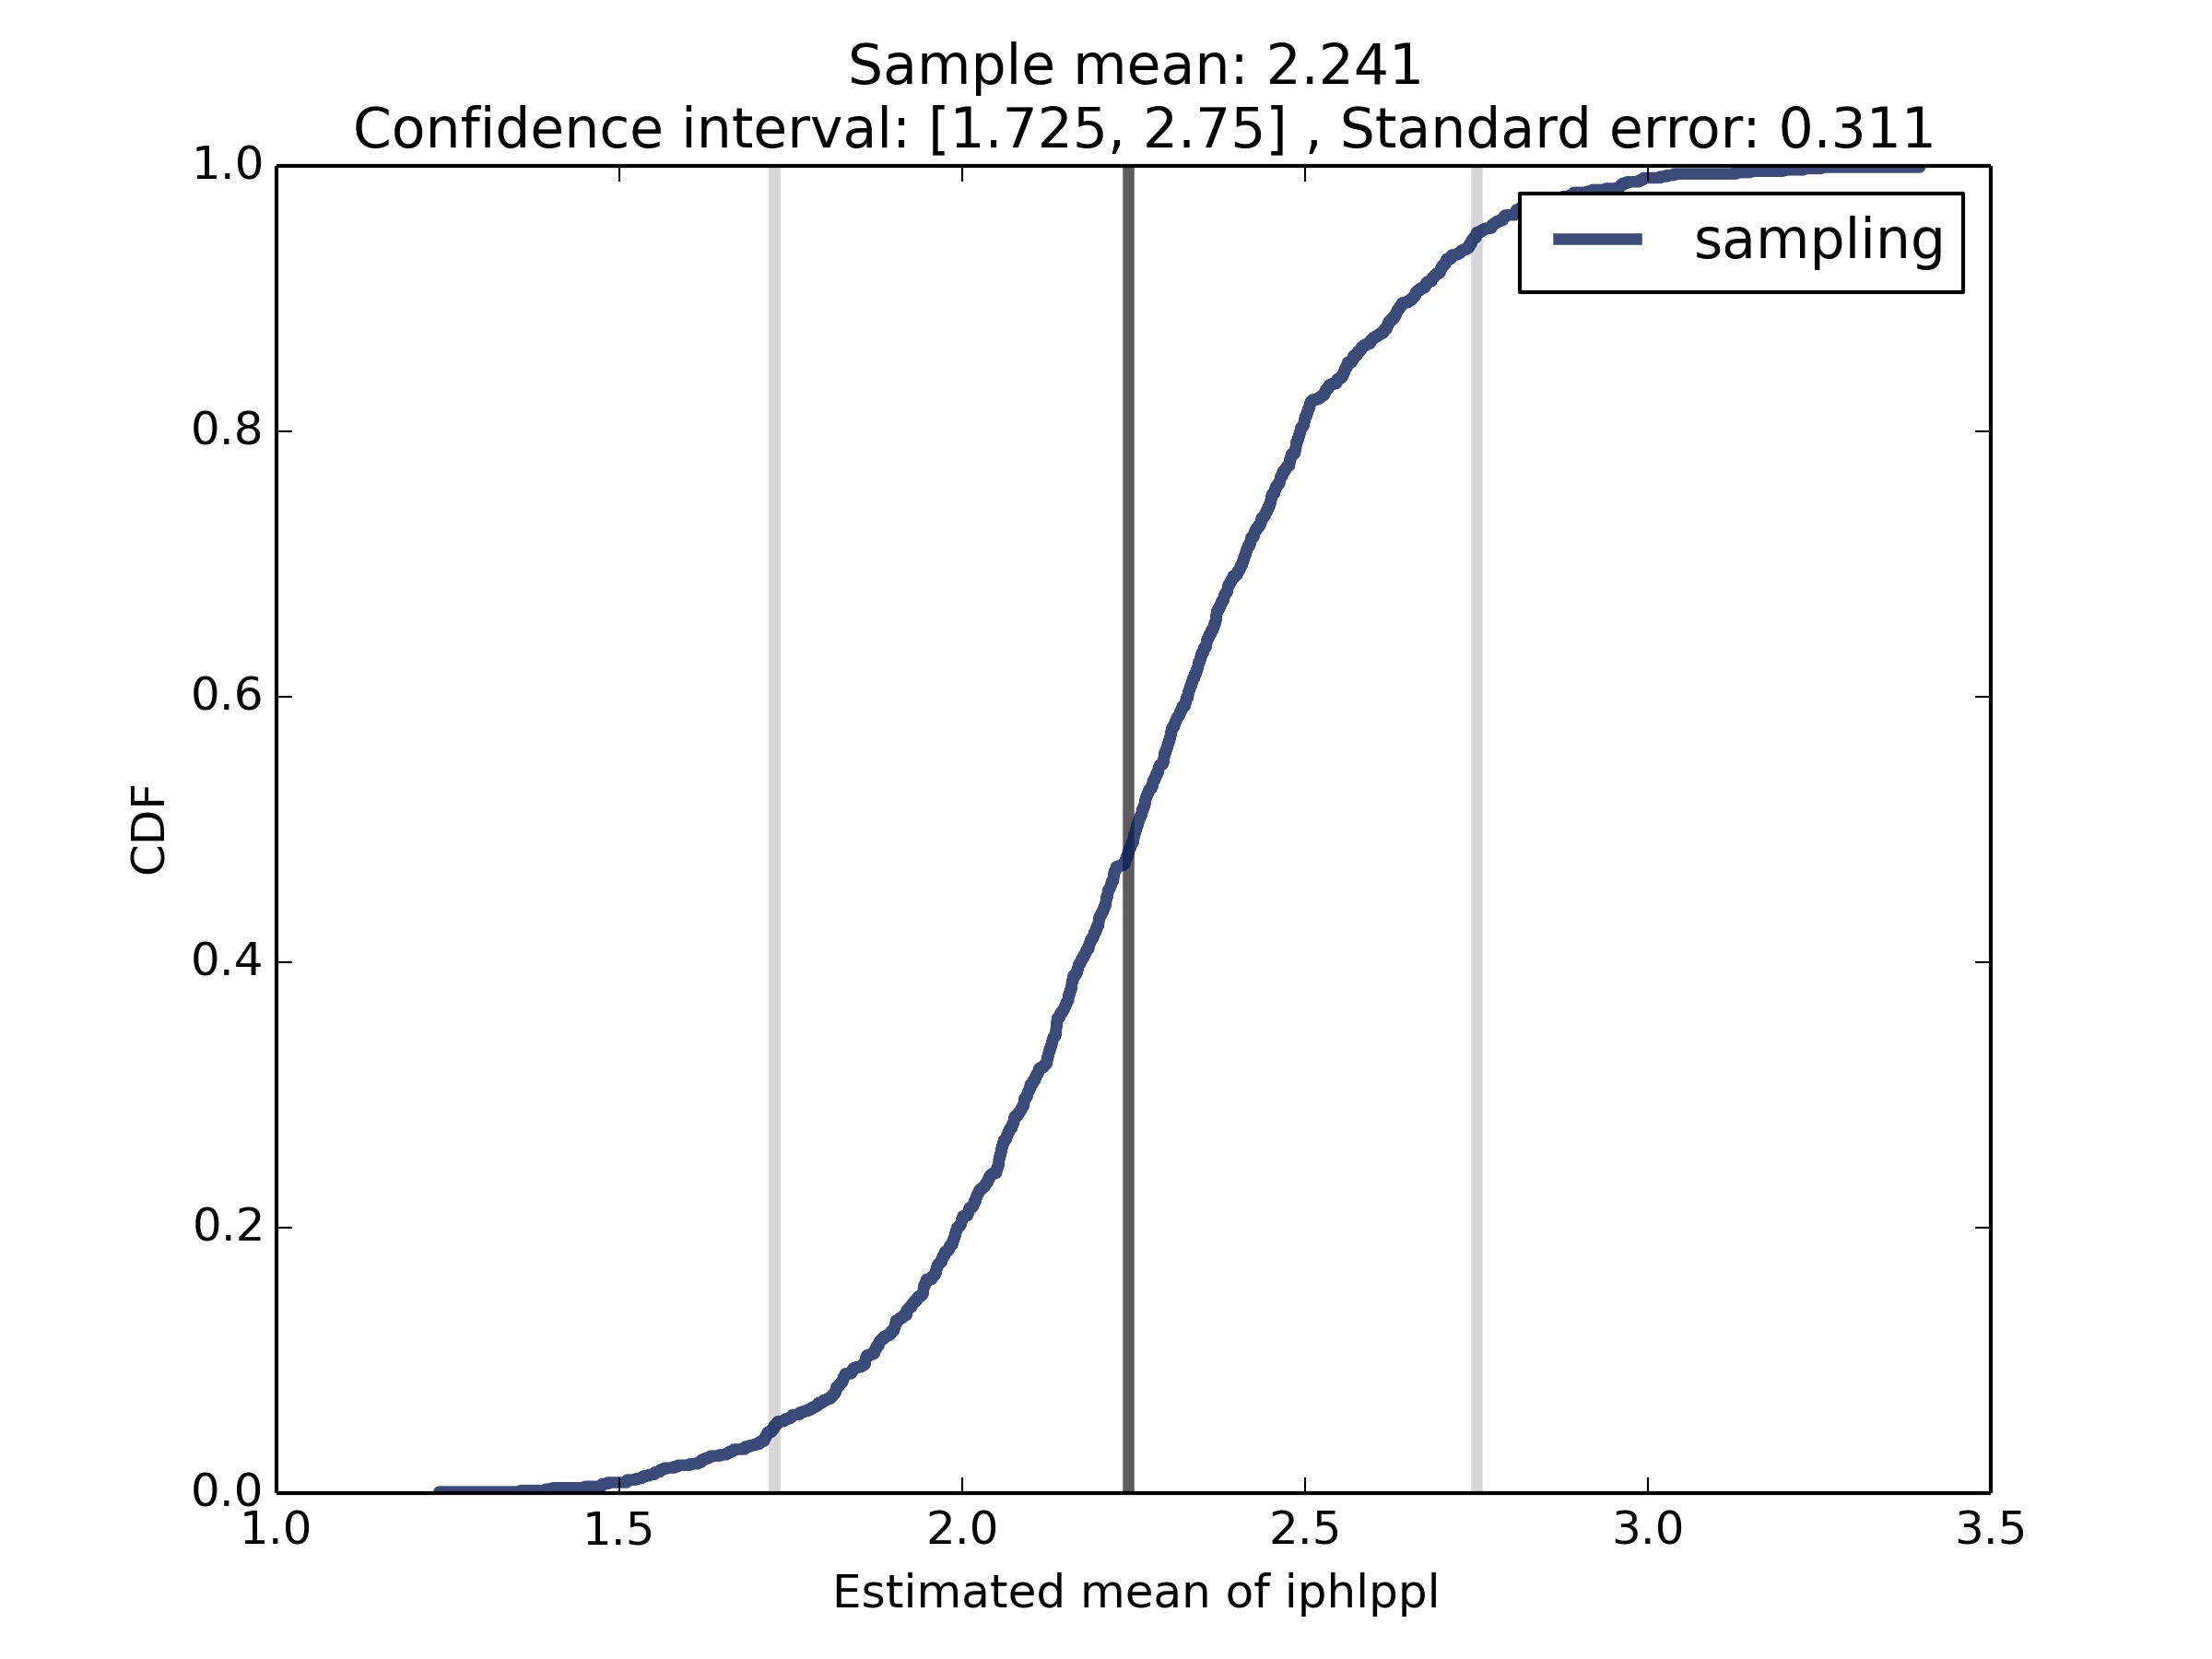 Sample mean: 2.241
Confidence interval: [1.725, 2.75] , Standard error: 0.311
1.0
sampling
0.8
0.6
CDF
0.4
0.2
0.0
1.0 1.5 2.0 2.5 3.0 3.5
Estimated mean of iphlppl